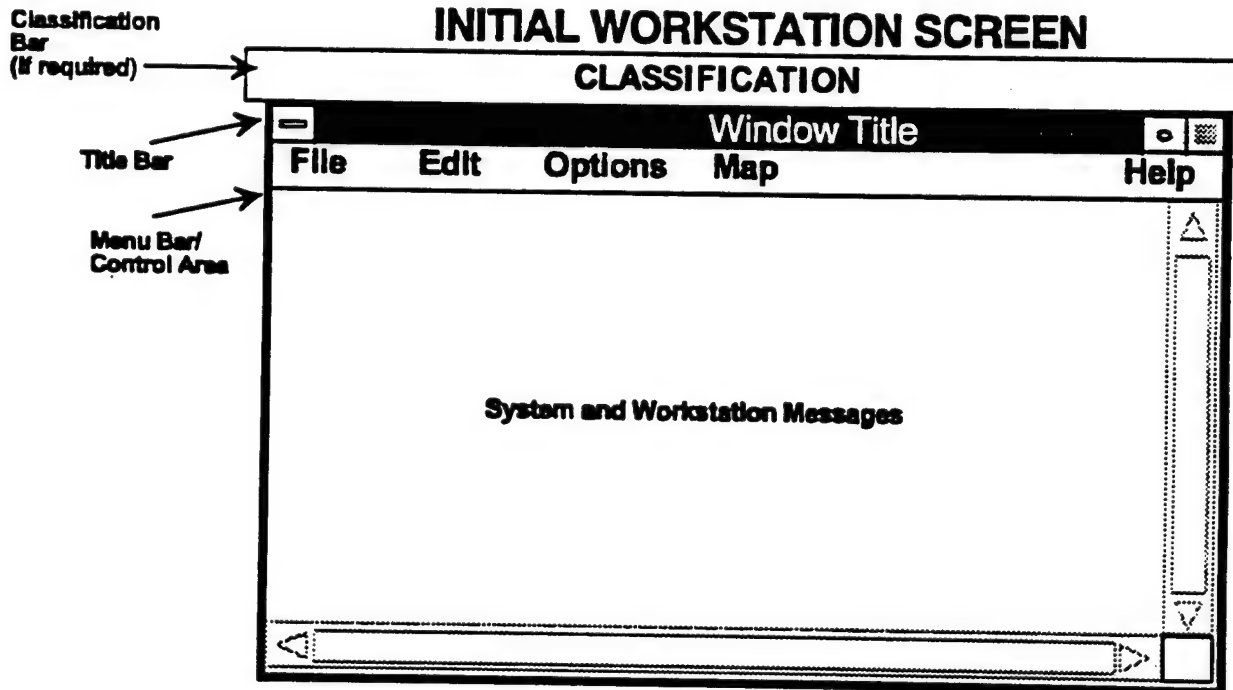 INITIAL WORKSTATION SCREEN
Classification
Bar
(if required)
CLASSIFICATION
Window Title
Title Bar
File Edit Options Map Help
Menu Bar/
Control Area
System and Workstation Messages